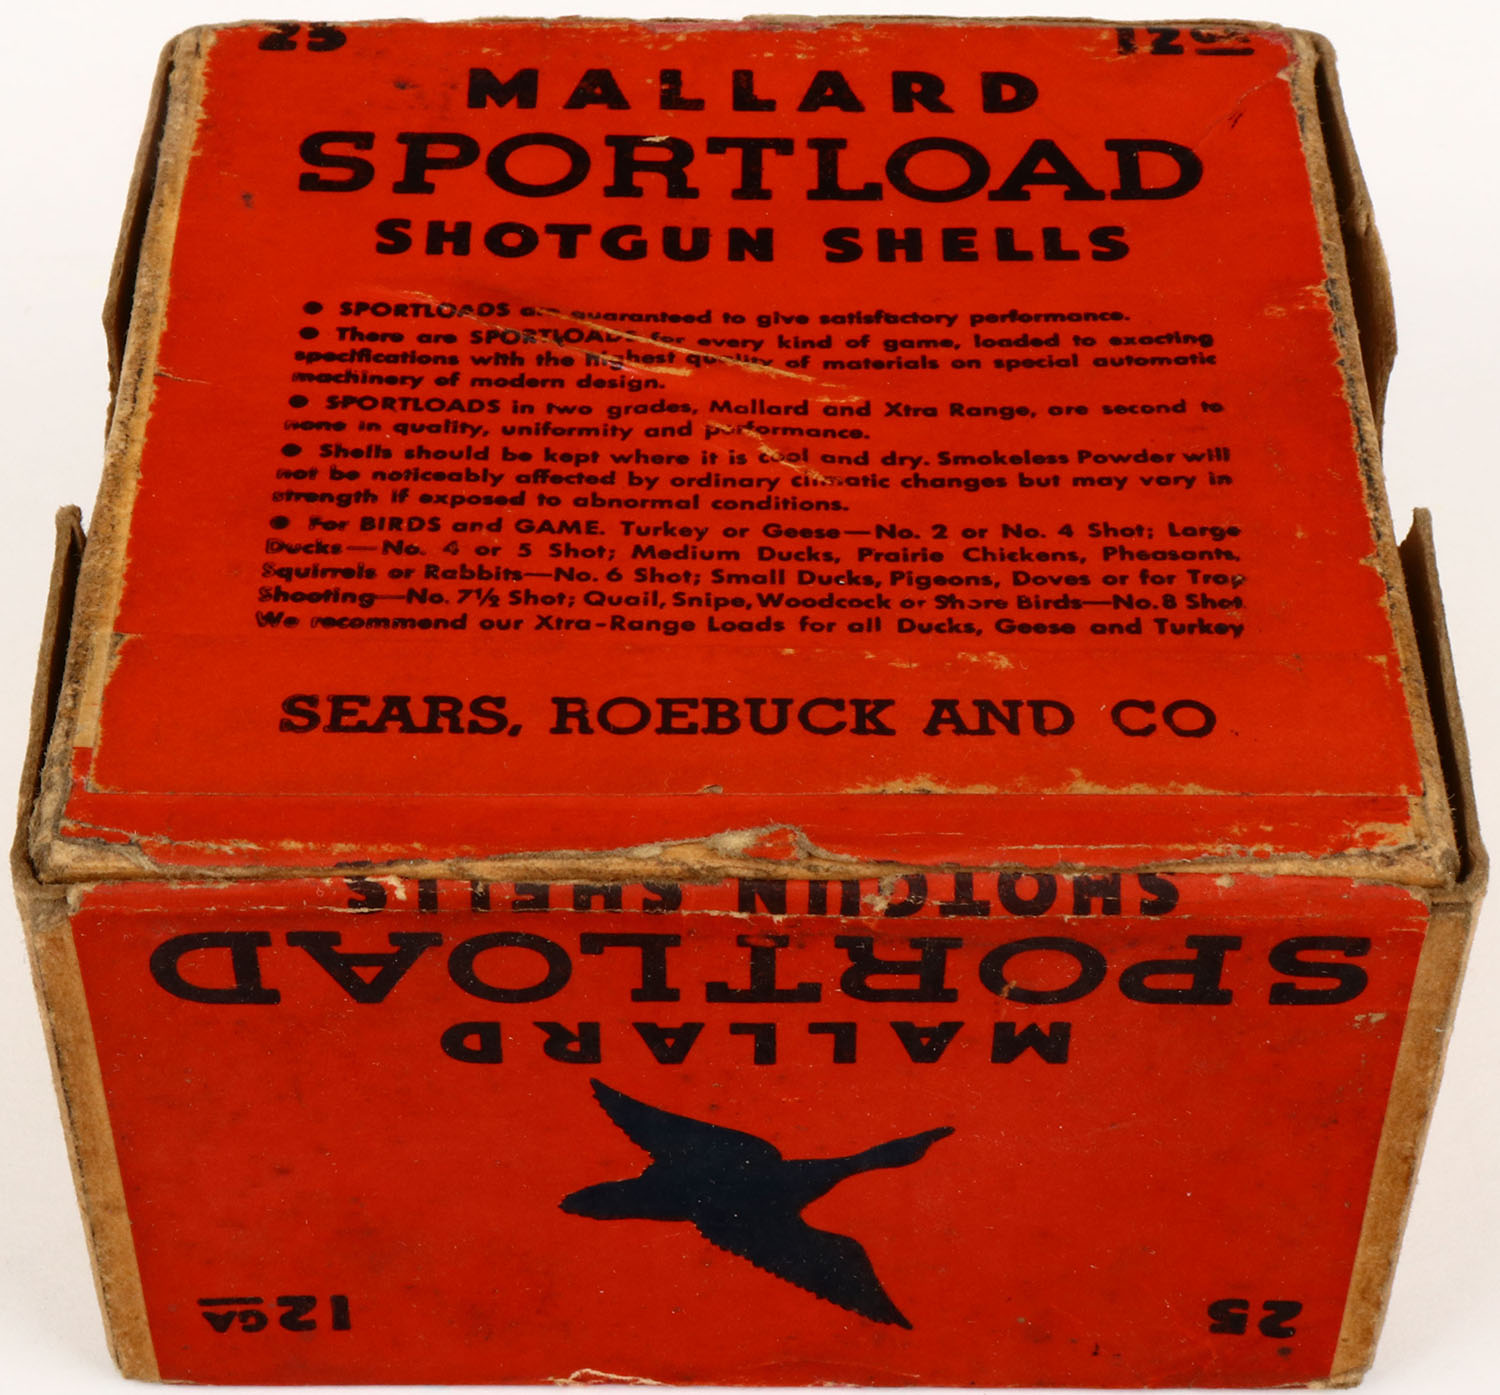 25 12GA
MALLARD
SPORTLOAD
SHOTGUN SHELLS
● SPORTLOADS are guaranteed to give satisfactory performance.
● There are SPORTLOADS for every kind of game, loaded to exacting
specifications with the highest quality of materials on special automatic
machinery of modern design.
● SPORTLOADS in two grades, Mallard and Xtra Range, are second to
none in quality, uniformity and performance.
● Shells should be kept where it is cool and dry. Smokeless Powder will
not be noticeably affected by ordinary climatic changes but may vary in
strength if exposed to abnormal conditions.
● For BIRDS and GAME. Turkey or Geese—No. 2 or No. 4 Shot; Large
Ducks—No. 4 or 5 Shot; Medium Ducks, Prairie Chickens, Pheasants,
Squirrels or Rabbits—No. 6 Shot; Small Ducks, Pigeons, Doves or for Trap
Shooting—No. 7½ Shot; Quail, Snipe, Woodcock or Shore Birds—No. 8 Shot
We recommend our Xtra-Range Loads for all Ducks, Geese and Turkey
SEARS, ROEBUCK AND CO
SHOTGUN SHELLS
SPORTLOAD
MALLARD
25 12GA